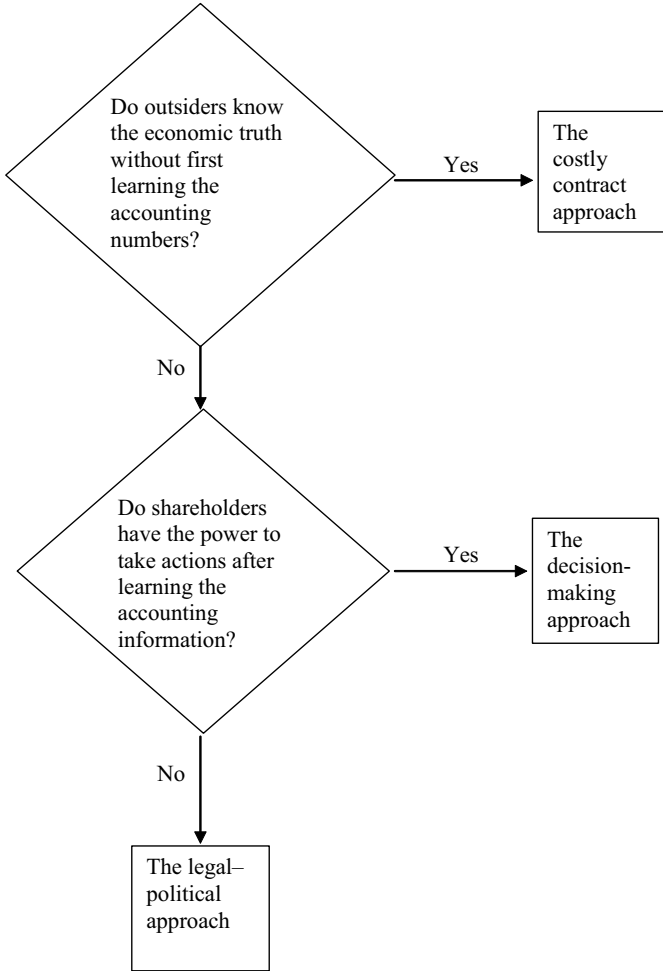 Do outsiders know
the economic truth
without first
learning the
accounting
numbers?
Yes
The
costly
contract
approach
No
Do shareholders
have the power to
take actions after
learning the
accounting
information?
Yes
The
decision-
making
approach
No
The legal–
political
approach